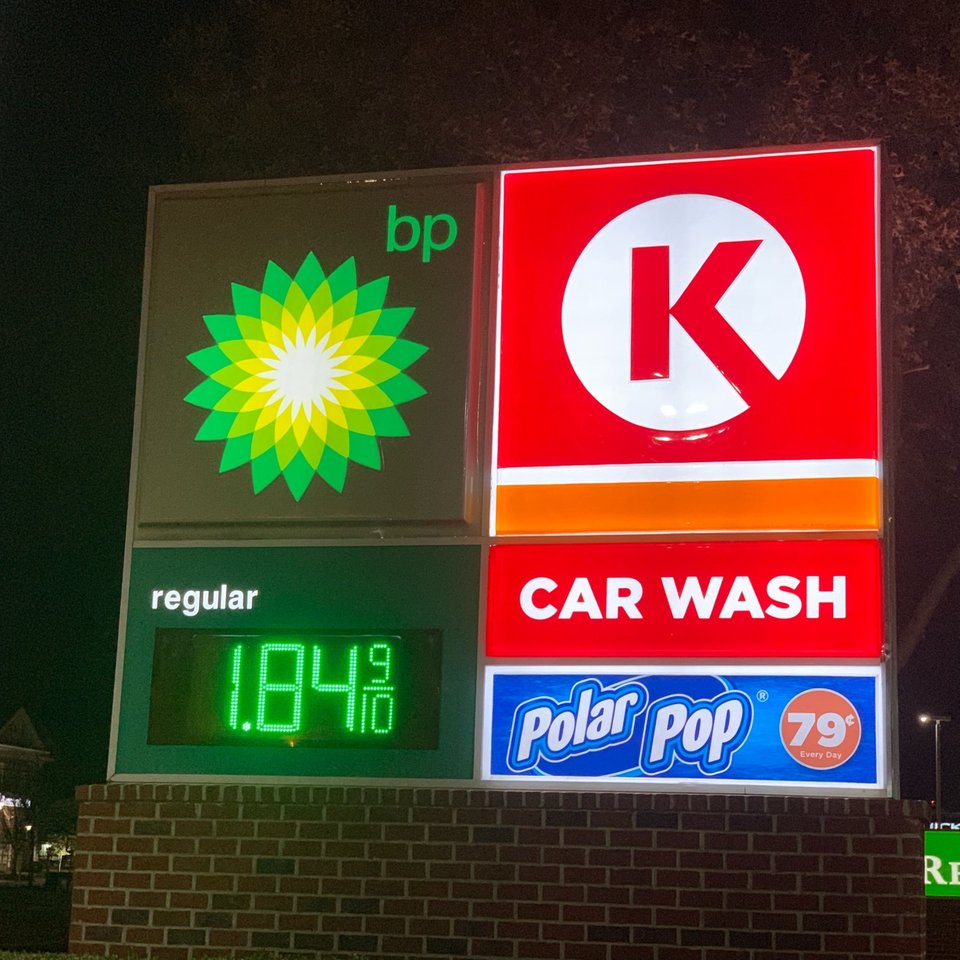 bp
K
regular
1.84 9/10
CAR WASH
Polar Pop® 79¢
Every Day